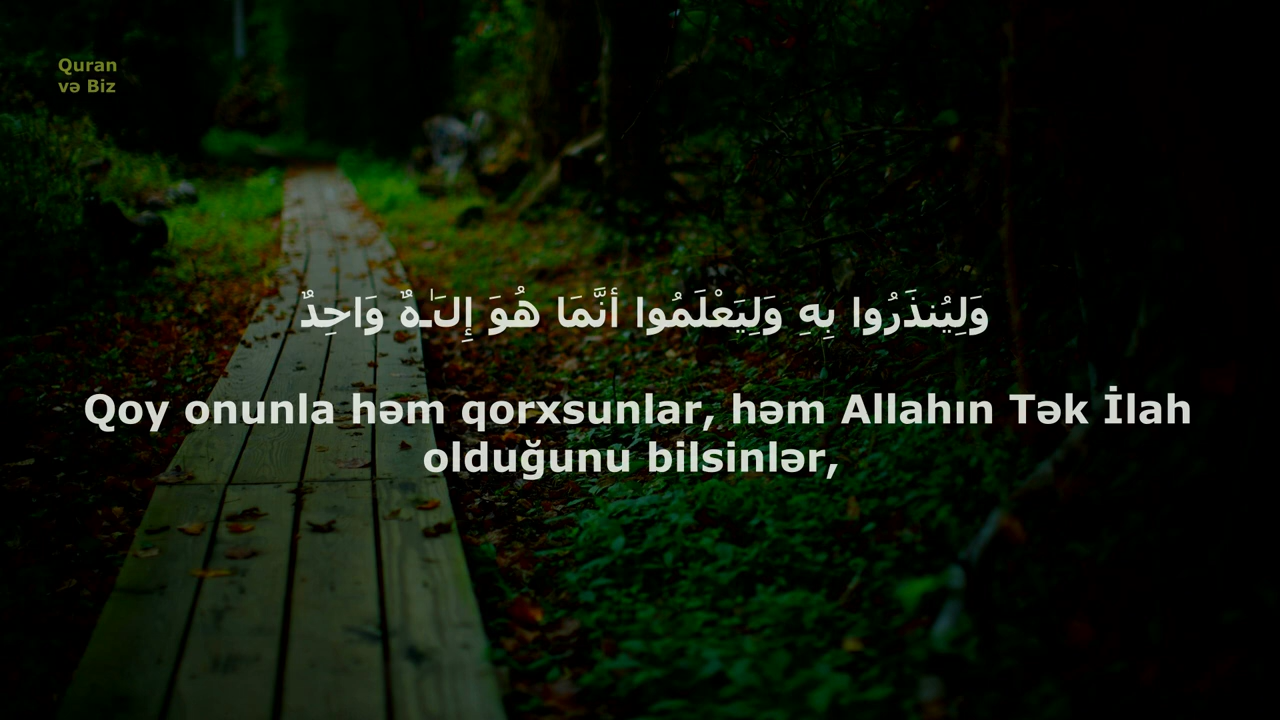 Quran
və Biz
وَلِيُنذَرُوا بِهِ وَلِيَعْلَمُوا أَنَّمَا هُوَ إِلَـٰهٌ وَاحِدٌ
Qoy onunla həm qorxsunlar, həm Allahın Tək İlah
olduğunu bilsinlər,